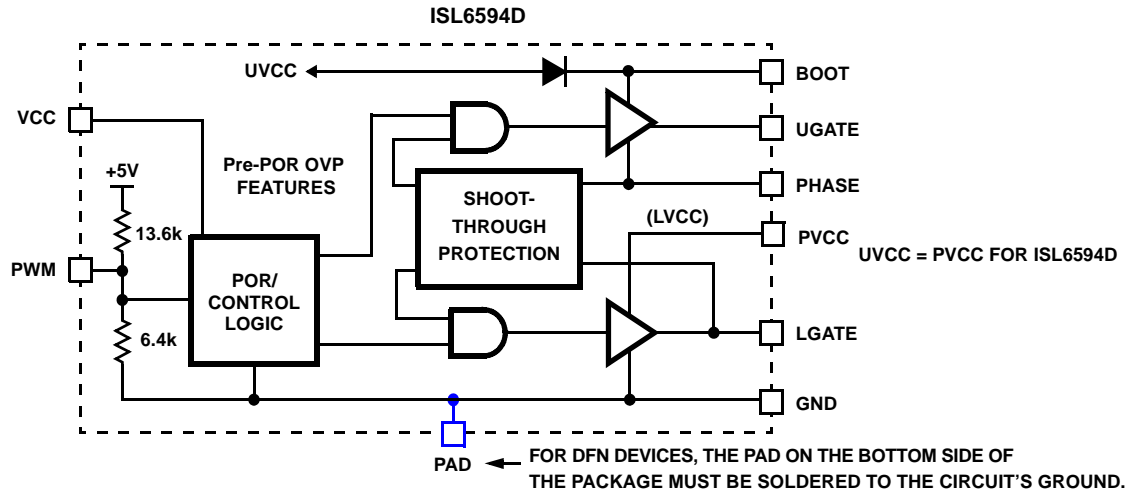 ISL6594D
UVCC
BOOT
VCC
UGATE
+5V
Pre-POR OVP
FEATURES
SHOOT-
THROUGH
PROTECTION
PHASE
13.6k
(LVCC)
PVCC
UVCC = PVCC FOR ISL6594D
PWM
POR/
CONTROL
LOGIC
6.4k
LGATE
GND
PAD
FOR DFN DEVICES, THE PAD ON THE BOTTOM SIDE OF
THE PACKAGE MUST BE SOLDERED TO THE CIRCUIT'S GROUND.